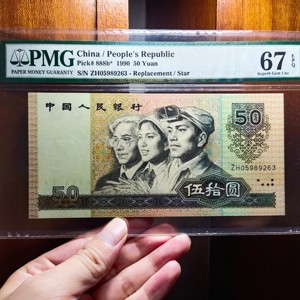 PMG
PAPER MONEY GUARANTY
China / People's Republic
Pick# 888b* 1990 50 Yuan
S/N ZH05989263 - Replacement / Star
67 EPQ
Superb Gem Unc
中国人民银行
50
ZH05989263
50
伍拾圆